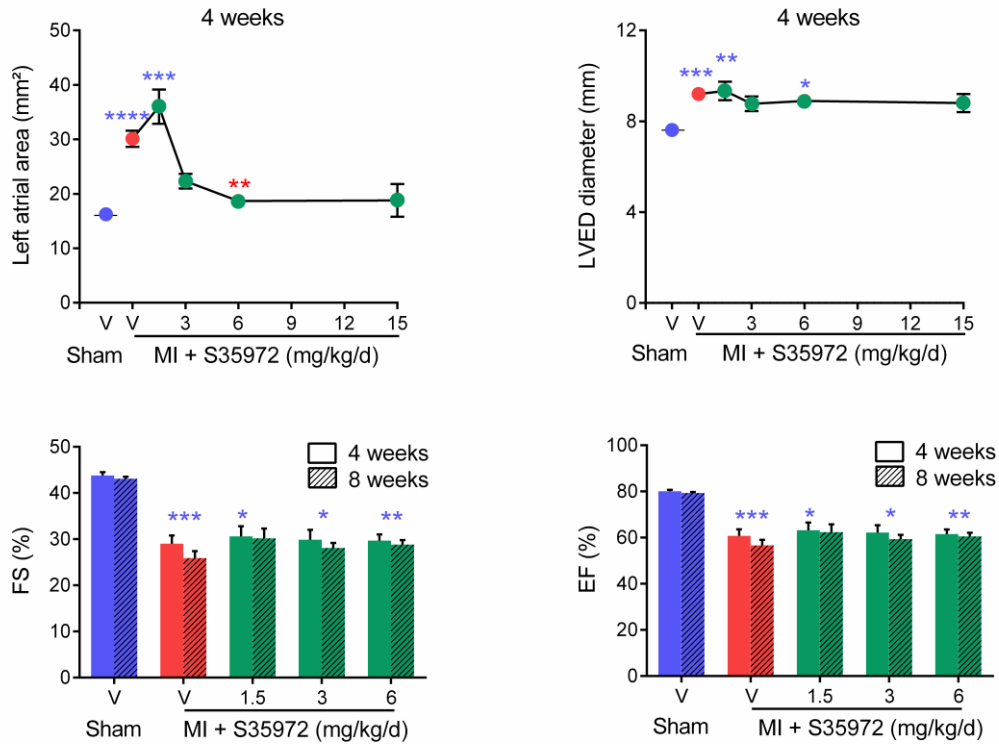 4 weeks
Left atrial area (mm²)
50
40
30
20
10
0
****
***
**
V V 3 6 9 12 15
Sham MI + S35972 (mg/kg/d)
4 weeks
LVED diameter (mm)
12
8
4
0
***
**
*
V V 3 6 9 12 15
Sham MI + S35972 (mg/kg/d)
FS (%)
50
40
30
20
10
0
4 weeks
8 weeks
*** * * **
V V 1.5 3 6
Sham MI + S35972 (mg/kg/d)
EF (%)
100
80
60
40
20
0
4 weeks
8 weeks
*** * * **
V V 1.5 3 6
Sham MI + S35972 (mg/kg/d)